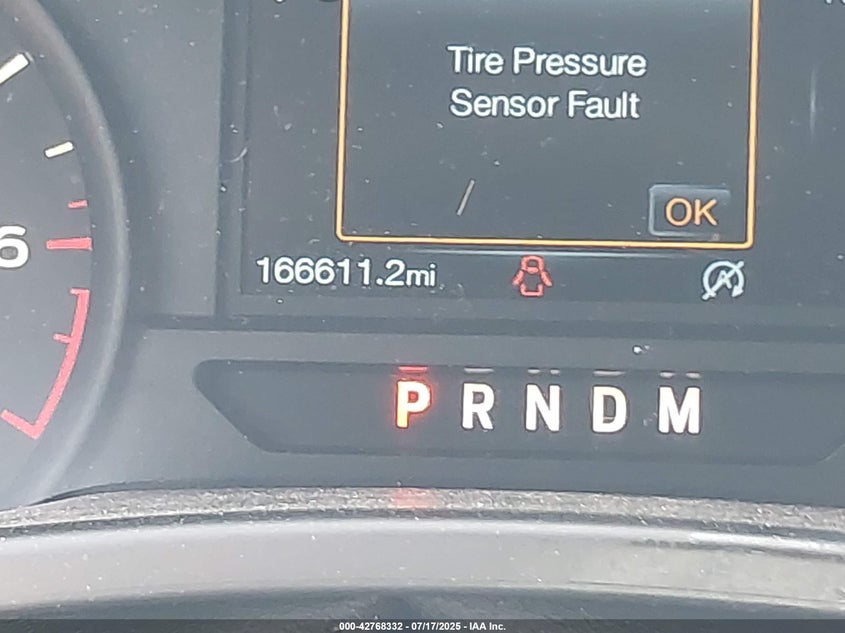 Tire Pressure
Sensor Fault
OK
6
166611.2mi
A
P R N D M
000-42768332 - 07/17/2025 - IAA Inc.